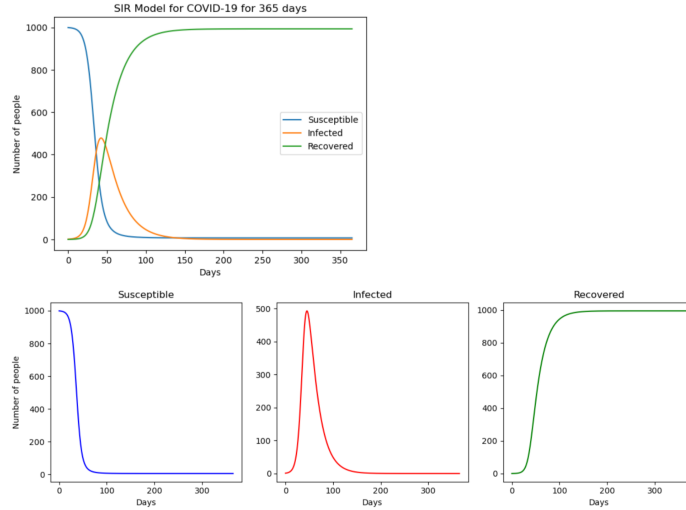 SIR Model for COVID-19 for 365 days
1000
800
600
400
200
0
Number of people
Susceptible
Infected
Recovered
0 50 100 150 200 250 300 350
Days
Susceptible
1000
800
600
400
200
0
Number of people
0 100 200 300
Days
Infected
500
400
300
200
100
0
0 100 200 300
Days
Recovered
1000
800
600
400
200
0
0 100 200 300
Days